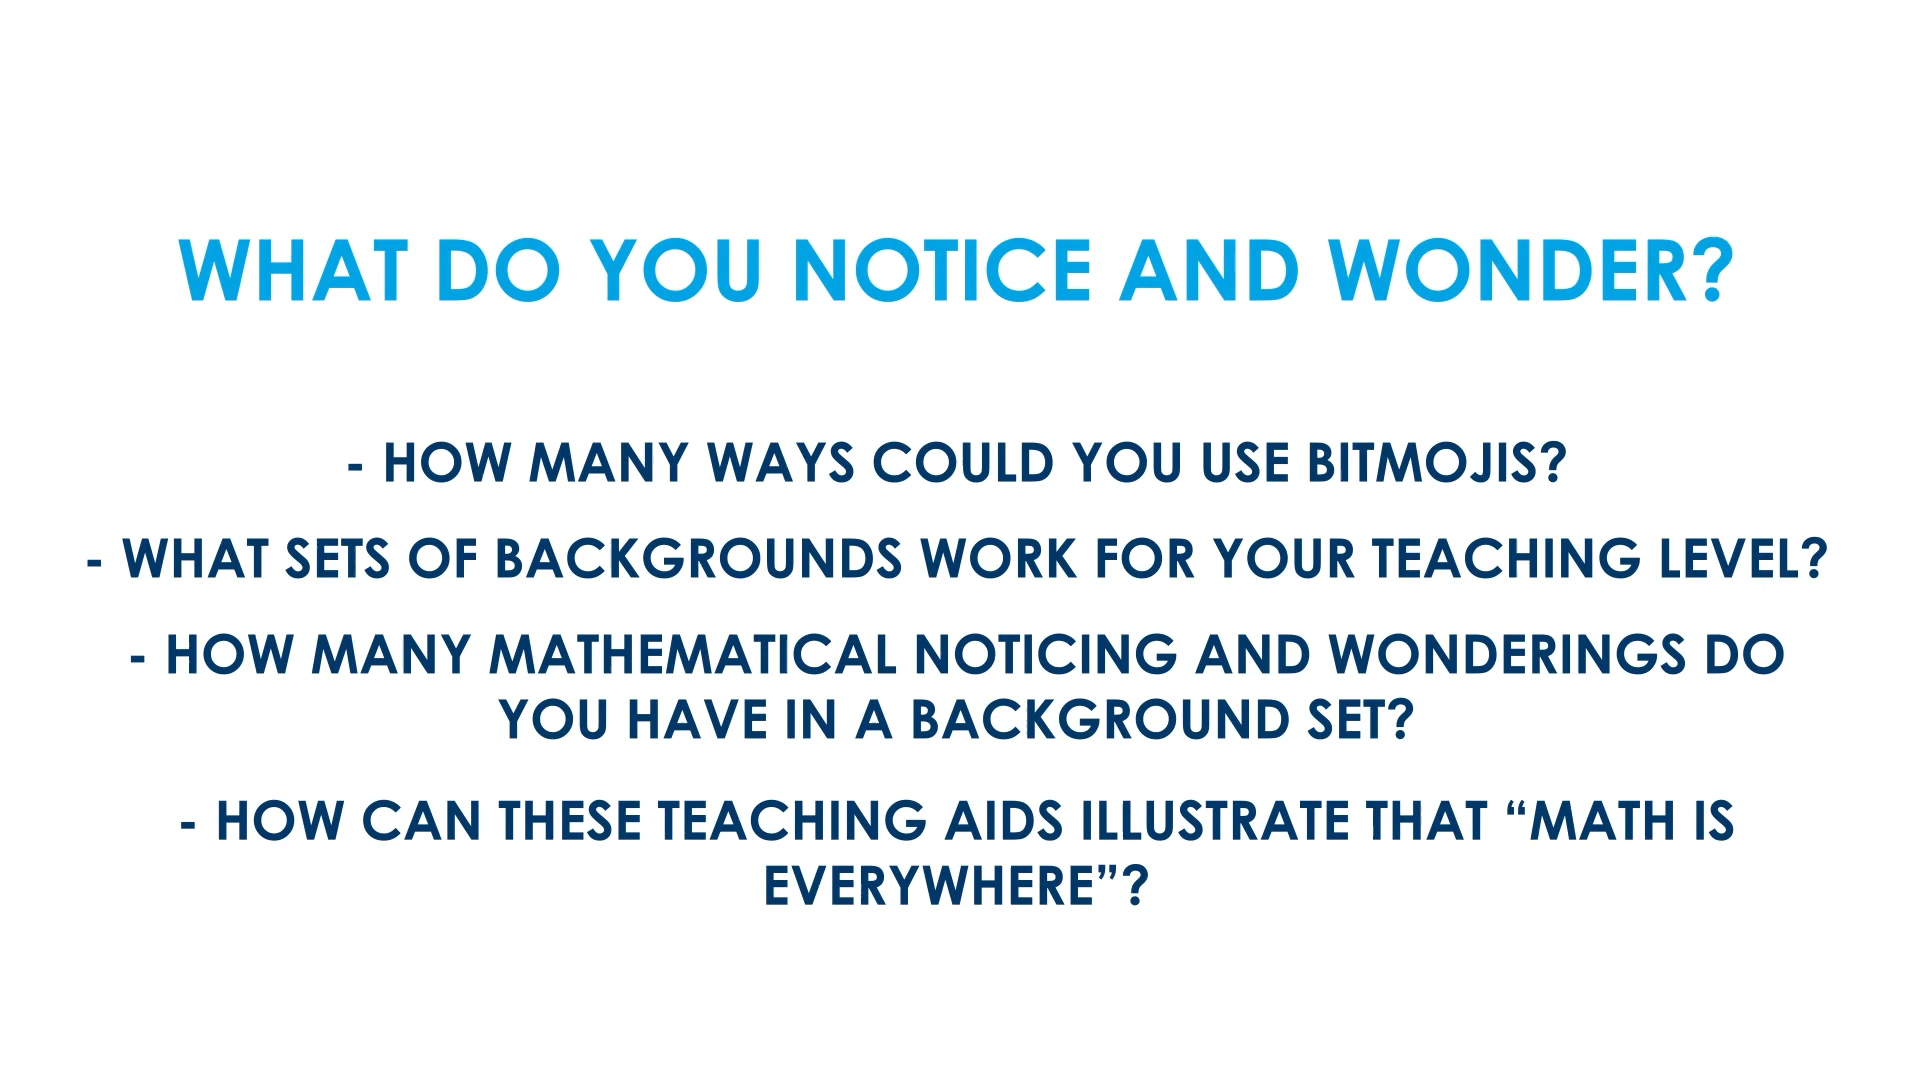 WHAT DO YOU NOTICE AND WONDER?
- HOW MANY WAYS COULD YOU USE BITMOJIS?
- WHAT SETS OF BACKGROUNDS WORK FOR YOUR TEACHING LEVEL?
- HOW MANY MATHEMATICAL NOTICING AND WONDERINGS DO
YOU HAVE IN A BACKGROUND SET?
- HOW CAN THESE TEACHING AIDS ILLUSTRATE THAT “MATH IS
EVERYWHERE”?